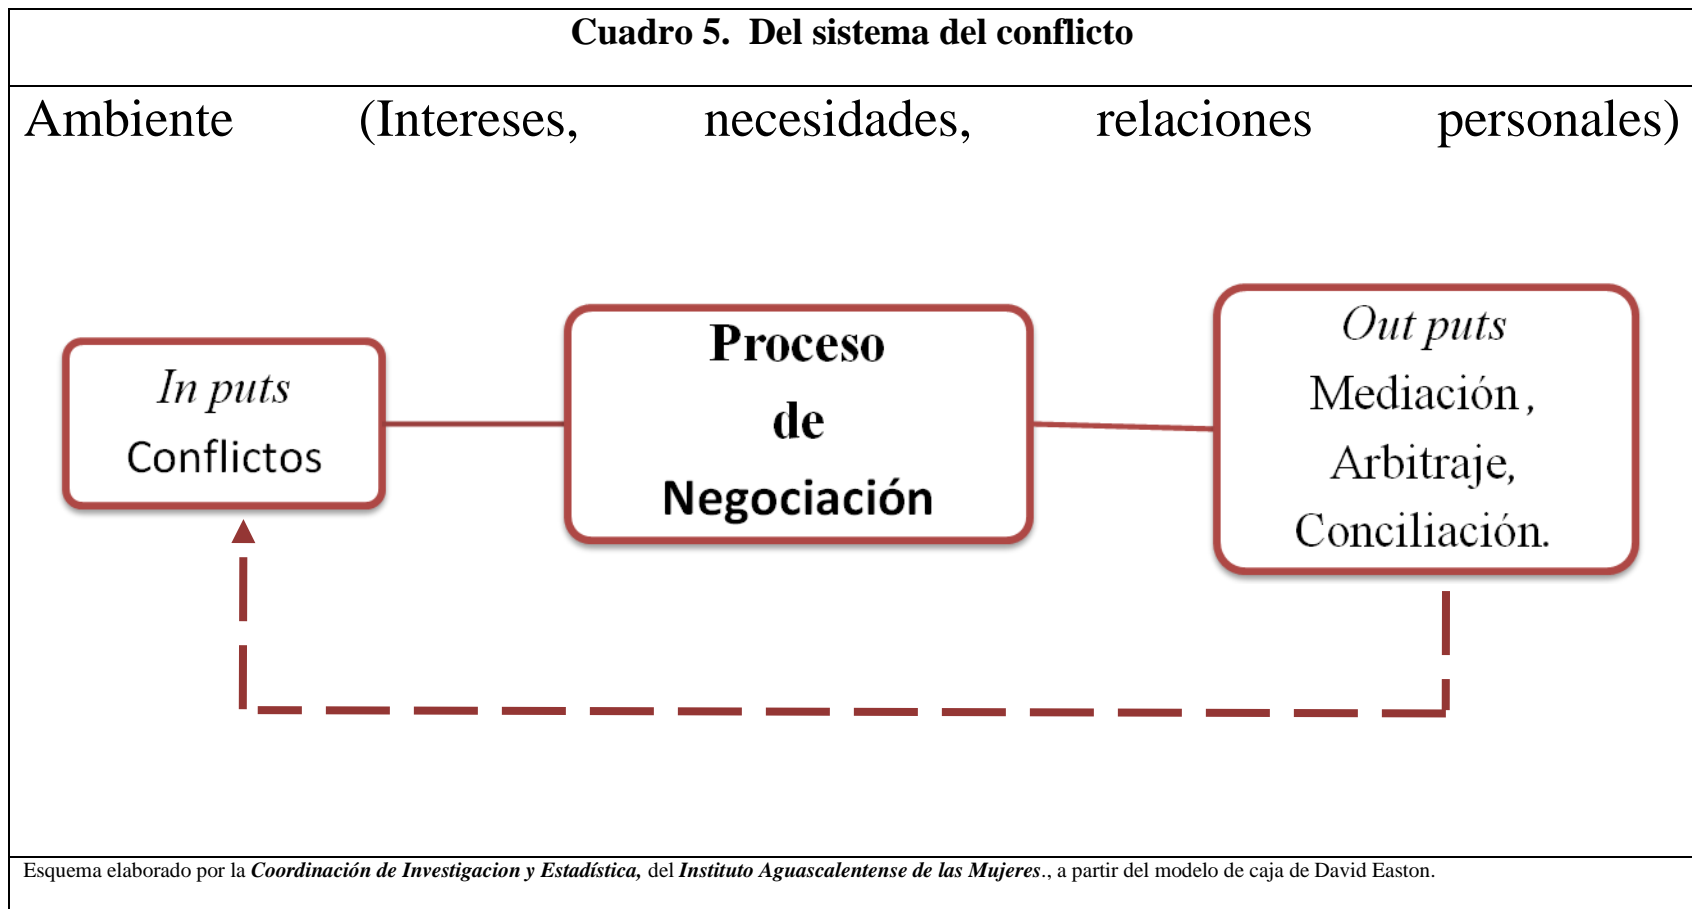 Cuadro 5. Del sistema del conflicto
Ambiente (Intereses, necesidades, relaciones personales)
In puts
Conflictos
Proceso
de
Negociación
Out puts
Mediación,
Arbitraje,
Conciliación.
Esquema elaborado por la Coordinación de Investigacion y Estadística, del Instituto Aguascalentense de las Mujeres., a partir del modelo de caja de David Easton.